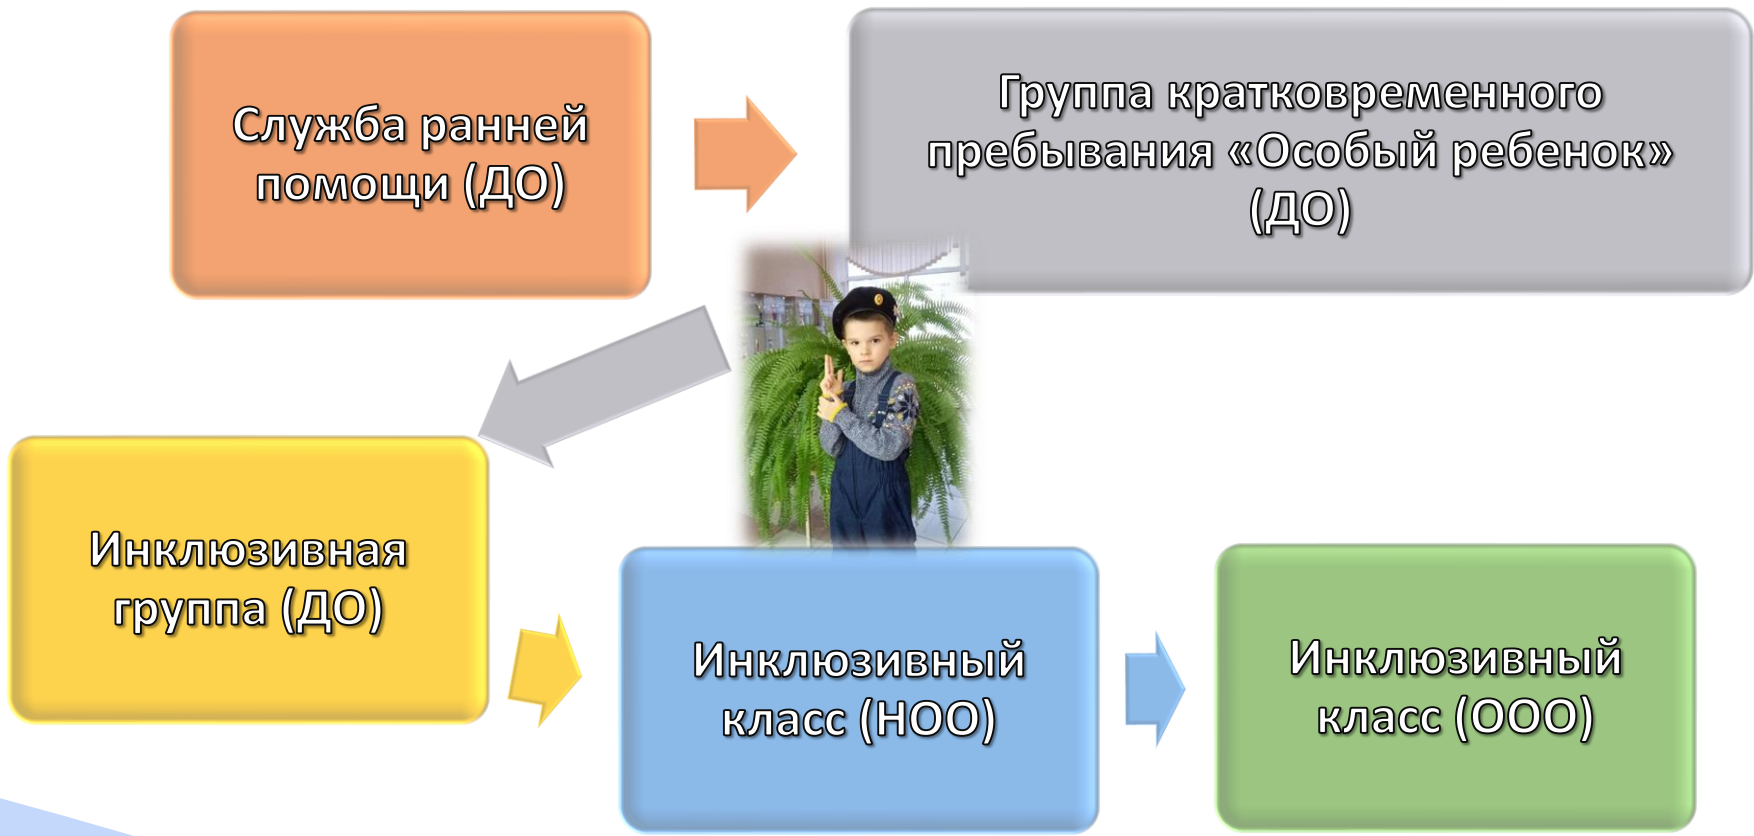 Служба ранней
помощи (ДО)
Группа кратковременного
пребывания «Особый ребенок»
(ДО)
Инклюзивная
группа (ДО)
Инклюзивный
класс (НОО)
Инклюзивный
класс (ООО)